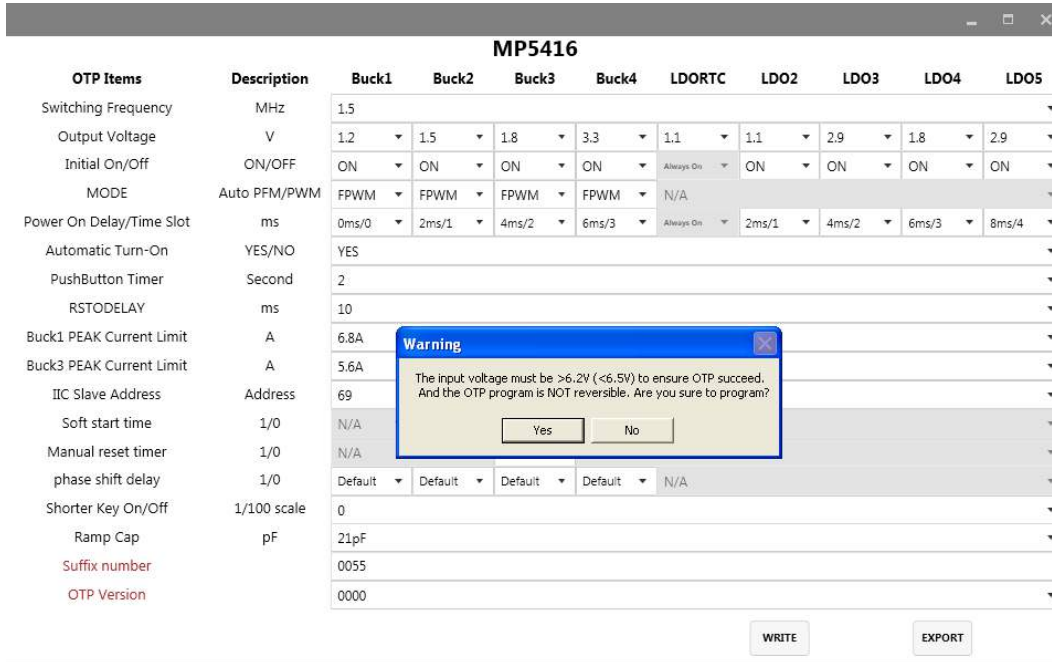 MP5416
OTP Items Description Buck1 Buck2 Buck3 Buck4 LDORTC LDO2 LDO3 LDO4 LDO5
Switching Frequency MHz 1.5
Output Voltage V 1.2 1.5 1.8 3.3 1.1 1.1 2.9 1.8 2.9
Initial On/Off ON/OFF ON ON ON ON Always On ON ON ON ON
MODE Auto PFM/PWM FPWM FPWM FPWM FPWM N/A
Power On Delay/Time Slot ms 0ms/0 2ms/1 4ms/2 6ms/3 Always On 2ms/1 4ms/2 6ms/3 8ms/4
Automatic Turn-On YES/NO YES
PushButton Timer Second 2
RSTODELAY ms 10
Buck1 PEAK Current Limit A 6.8A
Buck3 PEAK Current Limit A 5.6A
IIC Slave Address Address 69
Soft start time 1/0 N/A
Manual reset timer 1/0 N/A
phase shift delay 1/0 Default Default Default Default N/A
Shorter Key On/Off 1/100 scale 0
Ramp Cap pF 21pF
Suffix number 0055
OTP Version 0000
WRITE EXPORT
Warning
The input voltage must be >6.2V (<6.5V) to ensure OTP succeed.
And the OTP program is NOT reversible. Are you sure to program?
Yes No